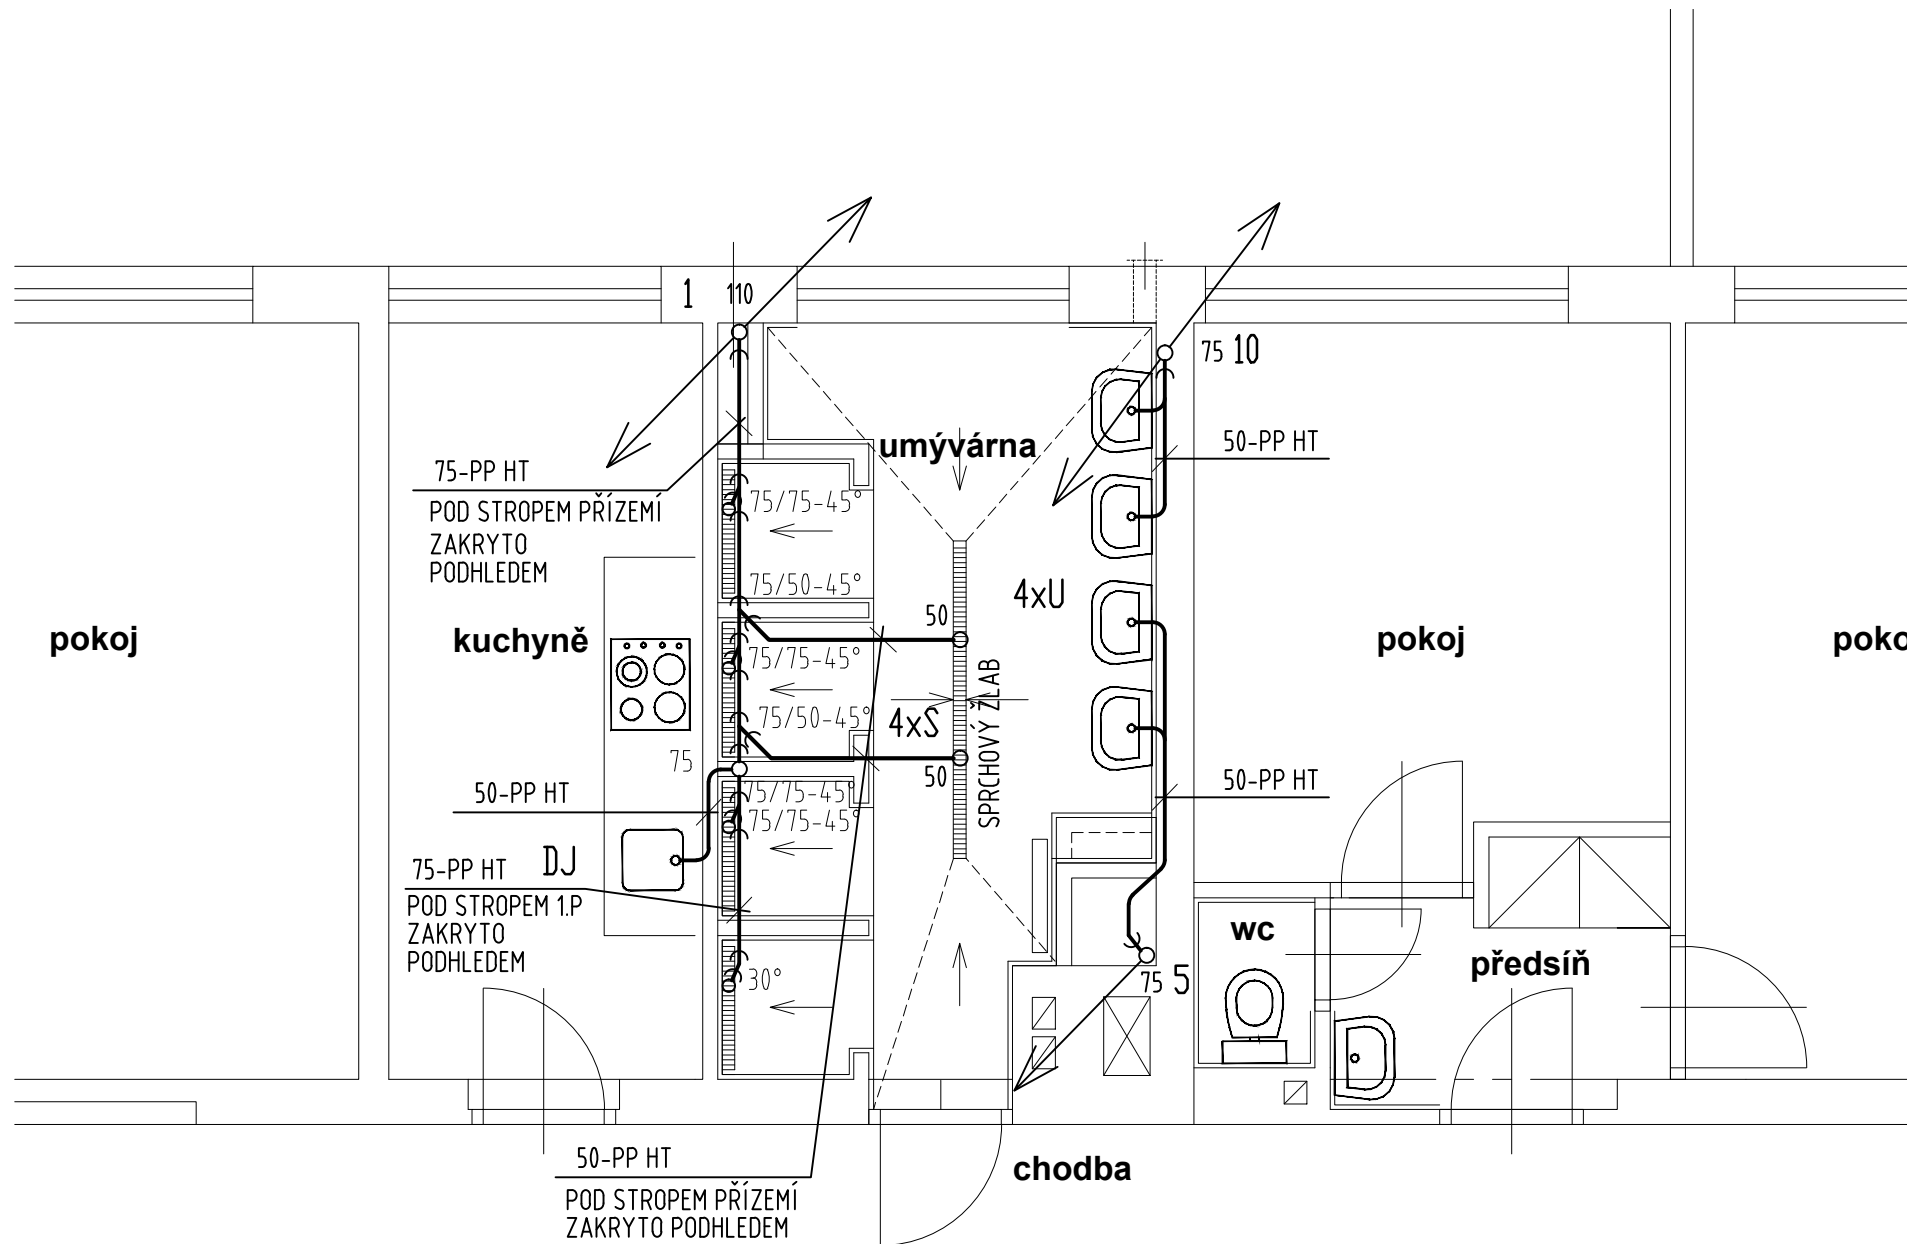 1
110
75 10
umývárna
50-PP HT
75-PP HT
POD STROPEM PŘÍZEMÍ
ZAKRYTO
PODHLEDEM
75/75-45°
75/50-45°
4xU
50
pokoj
kuchyně
75/75-45°
pokoj
poko
75/50-45°
4xS
SPRCHOVÝ ŽLAB
75
50
50-PP HT
50-PP HT
75/75-45°
75/75-45°
DJ
75-PP HT
POD STROPEM 1.P
ZAKRYTO
PODHLEDEM
wc
předsíň
30°
75 5
50-PP HT
POD STROPEM PŘÍZEMÍ
ZAKRYTO PODHLEDEM
chodba